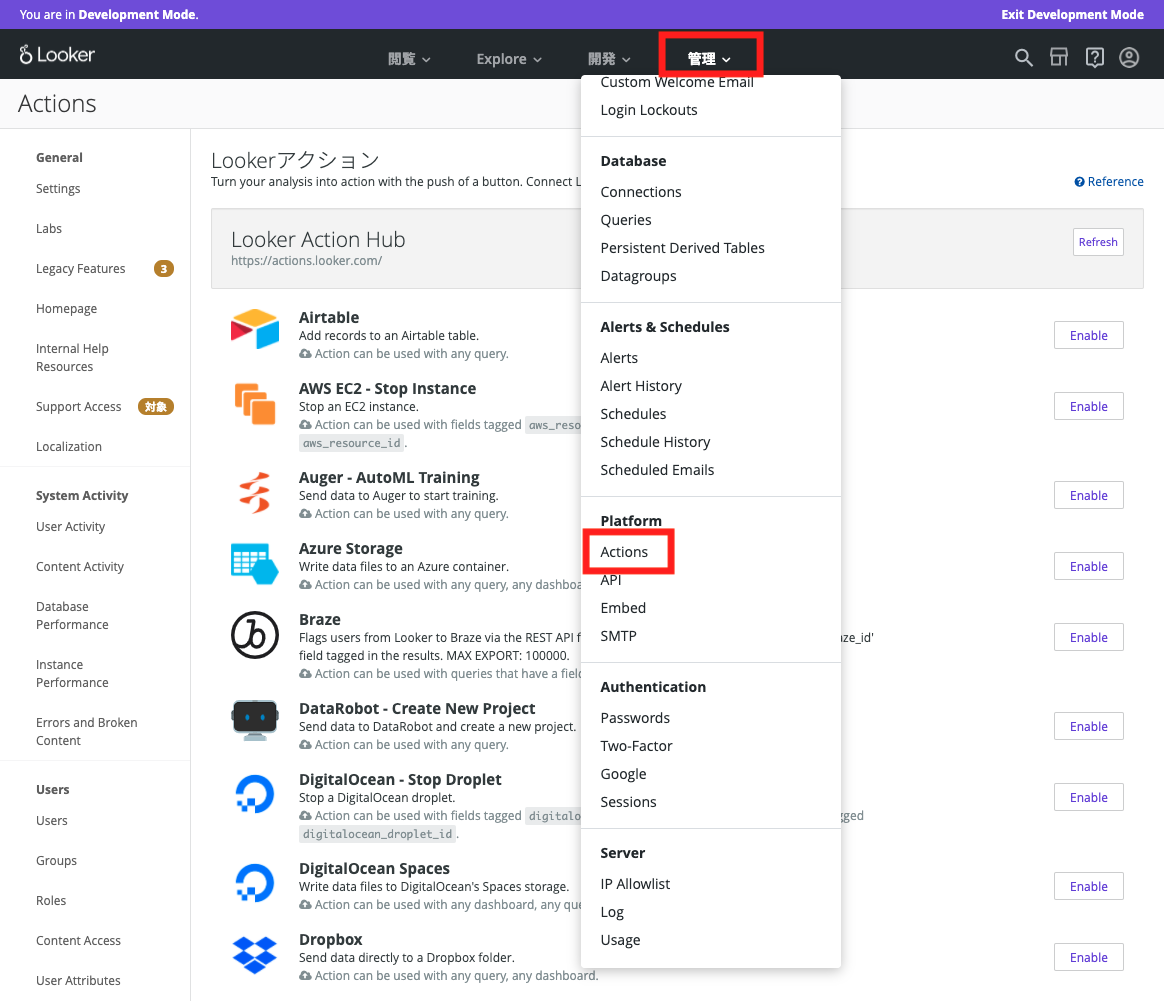 You are in Development Mode.
Exit Development Mode
Looker
閲覧
Explore
開発
管理
Actions
General
Settings
Labs
Legacy Features 3
Homepage
Internal Help
Resources
Support Access 対象
Localization
System Activity
User Activity
Content Activity
Database
Performance
Instance
Performance
Errors and Broken
Content
Users
Users
Groups
Roles
Content Access
User Attributes
Lookerアクション
Turn your analysis into action with the push of a button. Connect L
Reference
Looker Action Hub
https://actions.looker.com/
Refresh
Airtable
Add records to an Airtable table.
Action can be used with any query.
Enable
AWS EC2 - Stop Instance
Stop an EC2 instance.
Action can be used with fields tagged aws_reso
aws_resource_id.
Enable
Auger - AutoML Training
Send data to Auger to start training.
Action can be used with any query.
Enable
Azure Storage
Write data files to an Azure container.
Action can be used with any query, any dashboa
Enable
Braze
Flags users from Looker to Braze via the REST API f
aze_id'
field tagged in the results. MAX EXPORT: 100000.
Action can be used with queries that have a field
Enable
DataRobot - Create New Project
Send data to DataRobot and create a new project.
Action can be used with any query.
Enable
DigitalOcean - Stop Droplet
Stop a DigitalOcean droplet.
Action can be used with fields tagged digitalo
gged
digitalocean_droplet_id.
Enable
DigitalOcean Spaces
Write data files to DigitalOcean's Spaces storage.
Action can be used with any dashboard, any que
Enable
Dropbox
Send data directly to a Dropbox folder.
Action can be used with any query, any dashboard.
Enable
Custom Welcome Email
Login Lockouts
Database
Connections
Queries
Persistent Derived Tables
Datagroups
Alerts & Schedules
Alerts
Alert History
Schedules
Schedule History
Scheduled Emails
Platform
Actions
API
Embed
SMTP
Authentication
Passwords
Two-Factor
Google
Sessions
Server
IP Allowlist
Log
Usage